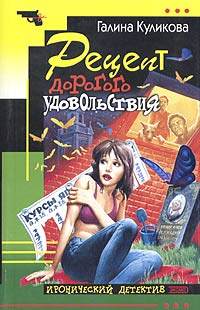 Галина Куликова
Рецепт
дорогого
удовольствия
КУРСЫ
ИРОНИЧЕСКИЙ ДЕТЕКТИВ